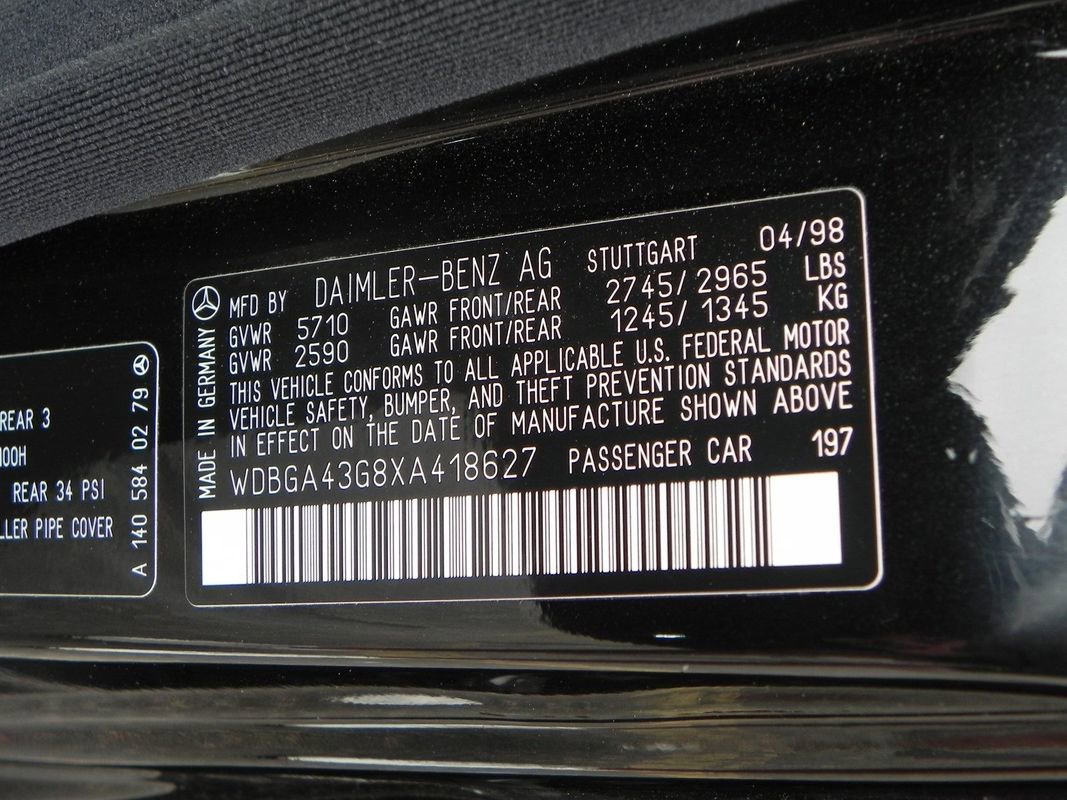 REAR 3
100H
REAR 34 PSI
LLER PIPE COVER
A 140 584 02 79
MADE IN GERMANY
MFD BY DAIMLER-BENZ AG STUTTGART 04/98
GVWR 5710 GAWR FRONT/REAR 2745/2965 LBS
GVWR 2590 GAWR FRONT/REAR 1245/1345 KG
THIS VEHICLE CONFORMS TO ALL APPLICABLE U.S. FEDERAL MOTOR
VEHICLE SAFETY, BUMPER, AND THEFT PREVENTION STANDARDS
IN EFFECT ON THE DATE OF MANUFACTURE SHOWN ABOVE
WDBGA43G8XA418627 PASSENGER CAR 197